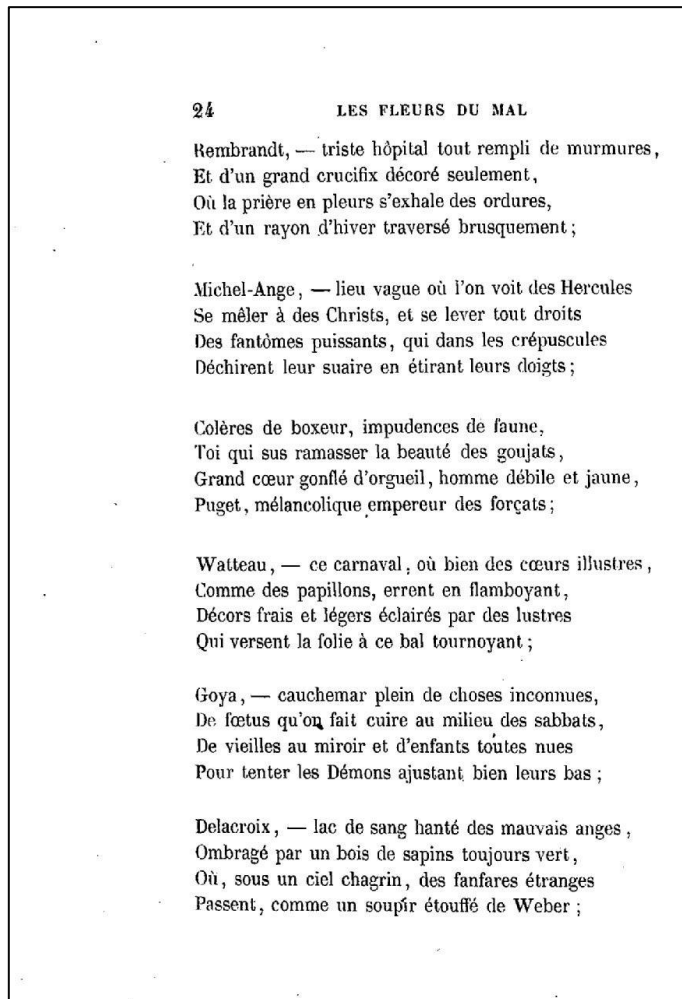 24 LES FLEURS DU MAL
Rembrandt, — triste hôpital tout rempli de murmures,
Et d'un grand crucifix décoré seulement,
Où la prière en pleurs s'exhale des ordures,
Et d'un rayon d'hiver traversé brusquement ;
Michel-Ange, — lieu vague où l'on voit des Hercules
Se mêler à des Christs, et se lever tout droits
Des fantômes puissants, qui dans les crépuscules
Déchirent leur suaire en étirant leurs doigts ;
Colères de boxeur, impudences de faune,
Toi qui sus ramasser la beauté des goujats,
Grand cœur gonflé d'orgueil, homme débile et jaune,
Puget, mélancolique empereur des forçats ;
Watteau, — ce carnaval, où bien des cœurs illustres,
Comme des papillons, errent en flamboyant,
Décors frais et légers éclairés par des lustres
Qui versent la folie à ce bal tournoyant ;
Goya, — cauchemar plein de choses inconnues,
De fœtus qu'on fait cuire au milieu des sabbats,
De vieilles au miroir et d'enfants toutes nues
Pour tenter les Démons ajustant bien leurs bas ;
Delacroix, — lac de sang hanté des mauvais anges,
Ombragé par un bois de sapins toujours vert,
Où, sous un ciel chagrin, des fanfares étranges
Passent, comme un soupir étouffé de Weber ;